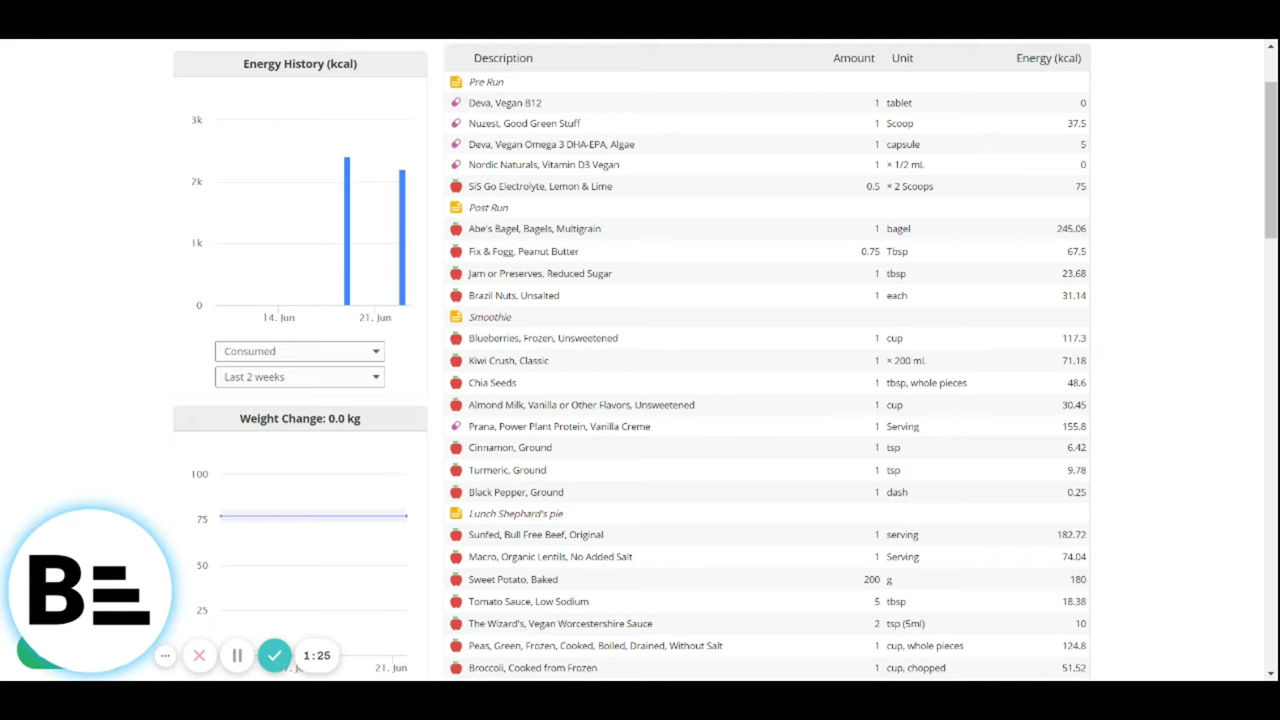 Energy History (kcal)
3k
2k
1k
0
14. Jun
21. Jun
Consumed
Last 2 weeks
Weight Change: 0.0 kg
100
75
50
25
21. Jun
B
1:25
Description Amount Unit Energy (kcal)
Pre Run
Deva, Vegan B12 1 tablet 0
Nuzest, Good Green Stuff 1 Scoop 37.5
Deva, Vegan Omega 3 DHA-EPA, Algae 1 capsule 5
Nordic Naturals, Vitamin D3 Vegan 1 × 1/2 mL 0
SiS Go Electrolyte, Lemon & Lime 0.5 × 2 Scoops 75
Post Run
Abe's Bagel, Bagels, Multigrain 1 bagel 245.06
Fix & Fogg, Peanut Butter 0.75 Tbsp 67.5
Jam or Preserves, Reduced Sugar 1 tbsp 23.68
Brazil Nuts, Unsalted 1 each 31.14
Smoothie
Blueberries, Frozen, Unsweetened 1 cup 117.3
Kiwi Crush, Classic 1 × 200 mL 71.18
Chia Seeds 1 tbsp, whole pieces 48.6
Almond Milk, Vanilla or Other Flavors, Unsweetened 1 cup 30.45
Prana, Power Plant Protein, Vanilla Creme 1 Serving 155.8
Cinnamon, Ground 1 tsp 6.42
Turmeric, Ground 1 tsp 9.78
Black Pepper, Ground 1 dash 0.25
Lunch Shephard's pie
Sunfed, Bull Free Beef, Original 1 serving 182.72
Macro, Organic Lentils, No Added Salt 1 Serving 74.04
Sweet Potato, Baked 200 g 180
Tomato Sauce, Low Sodium 5 tbsp 18.38
The Wizard's, Vegan Worcestershire Sauce 2 tsp (5ml) 10
Peas, Green, Frozen, Cooked, Boiled, Drained, Without Salt 1 cup, whole pieces 124.8
Broccoli, Cooked from Frozen 1 cup, chopped 51.52